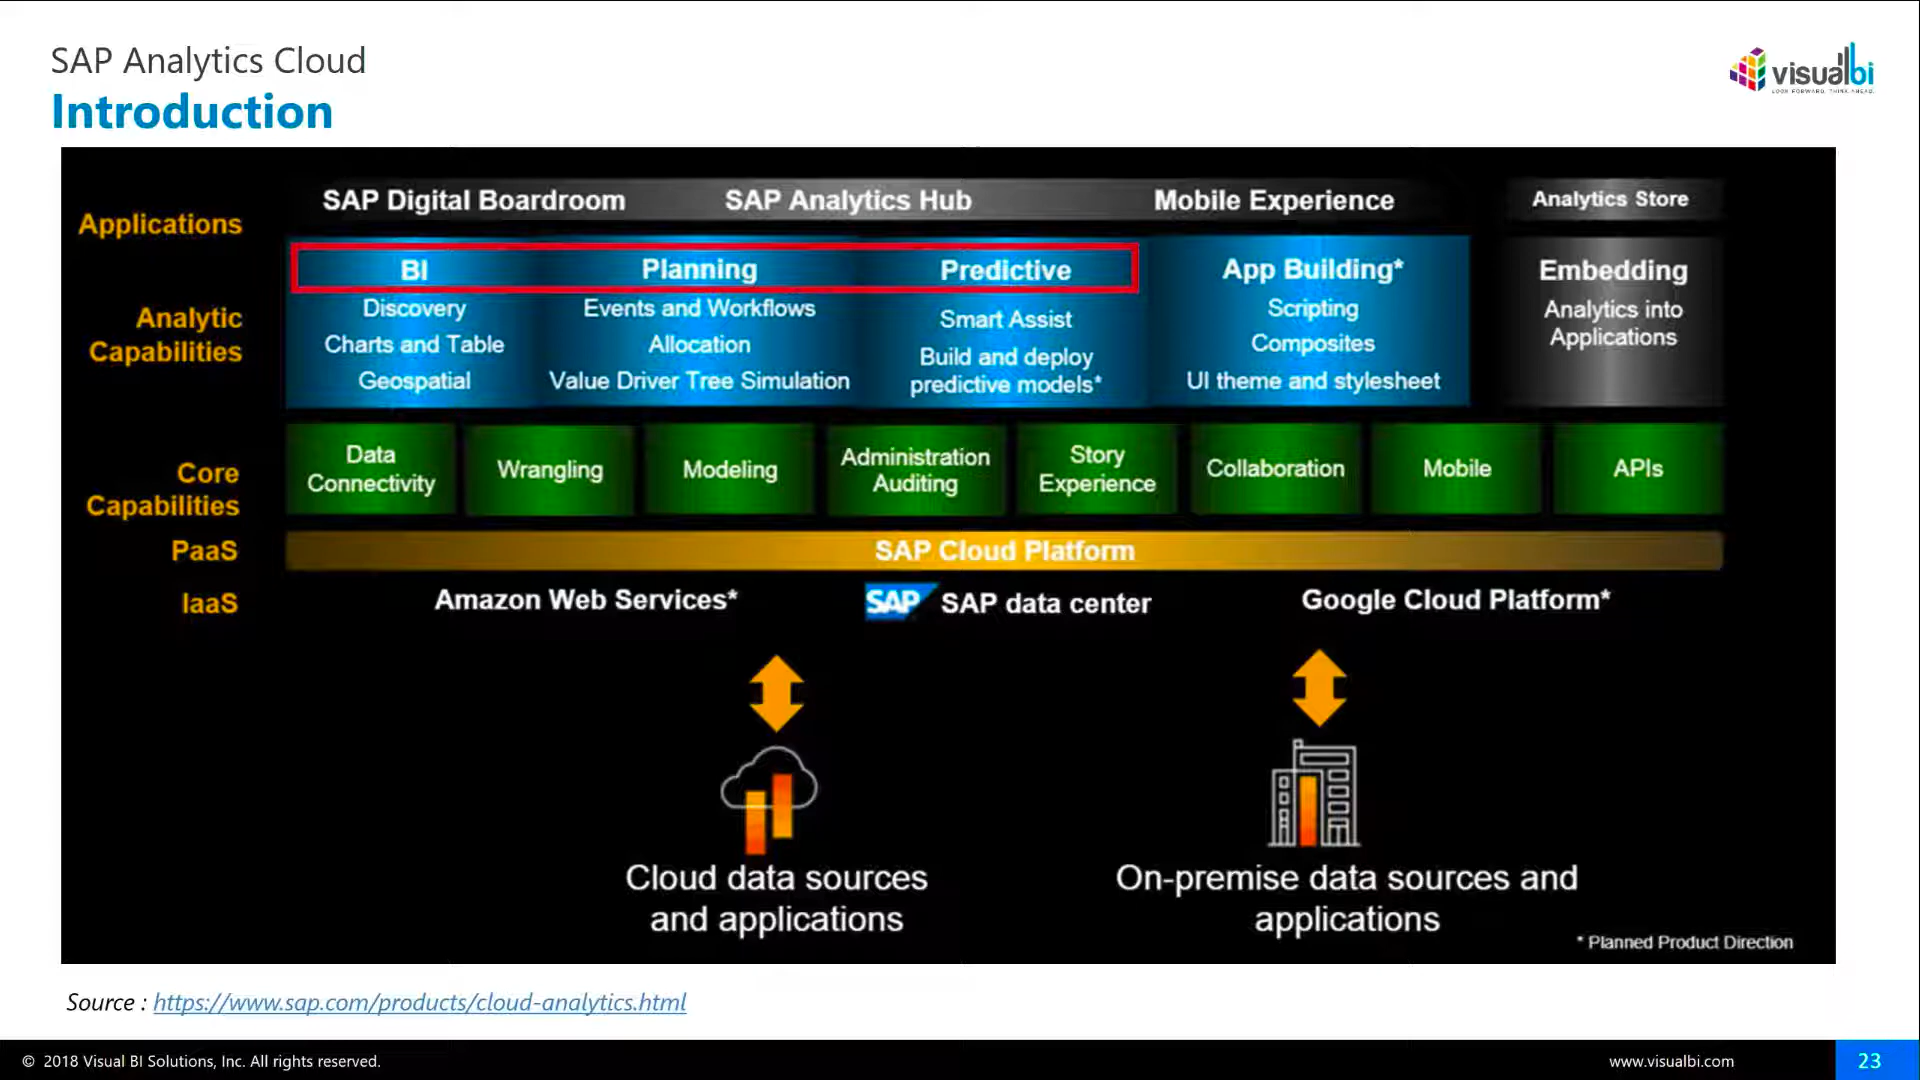 SAP Analytics Cloud
Introduction
visualbi
LOOK FORWARD. THINK AHEAD.
Applications
SAP Digital Boardroom
SAP Analytics Hub
Mobile Experience
Analytics Store
Analytic
Capabilities
BI
Discovery
Charts and Table
Geospatial
Planning
Events and Workflows
Allocation
Value Driver Tree Simulation
Predictive
Smart Assist
Build and deploy
predictive models*
App Building*
Scripting
Composites
UI theme and stylesheet
Embedding
Analytics into
Applications
Core
Capabilities
Data
Connectivity
Wrangling
Modeling
Administration
Auditing
Story
Experience
Collaboration
Mobile
APIs
PaaS
SAP Cloud Platform
IaaS
Amazon Web Services*
SAP
SAP data center
Google Cloud Platform*
Cloud data sources
and applications
On-premise data sources and
applications
* Planned Product Direction
Source : https://www.sap.com/products/cloud-analytics.html
© 2018 Visual BI Solutions, Inc. All rights reserved.
www.visualbi.com
23